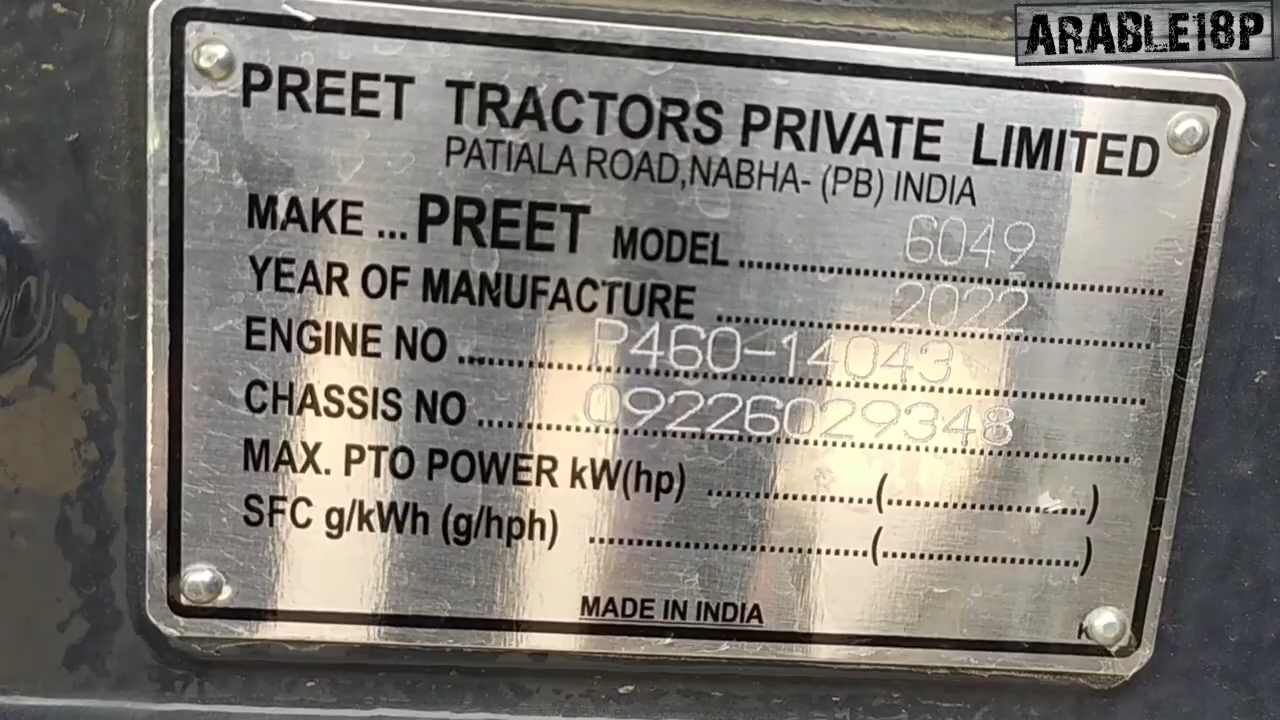 ARABLE18P
PREET TRACTORS PRIVATE LIMITED
PATIALA ROAD,NABHA- (PB) INDIA
MAKE ... PREET MODEL .......... 6049
YEAR OF MANUFACTURE .......... 2022
ENGINE NO .......... P460-14043
CHASSIS NO .......... 09226029348
MAX. PTO POWER kW(hp) ..........(..........)
SFC g/kWh (g/hph) ..........(..........)
MADE IN INDIA